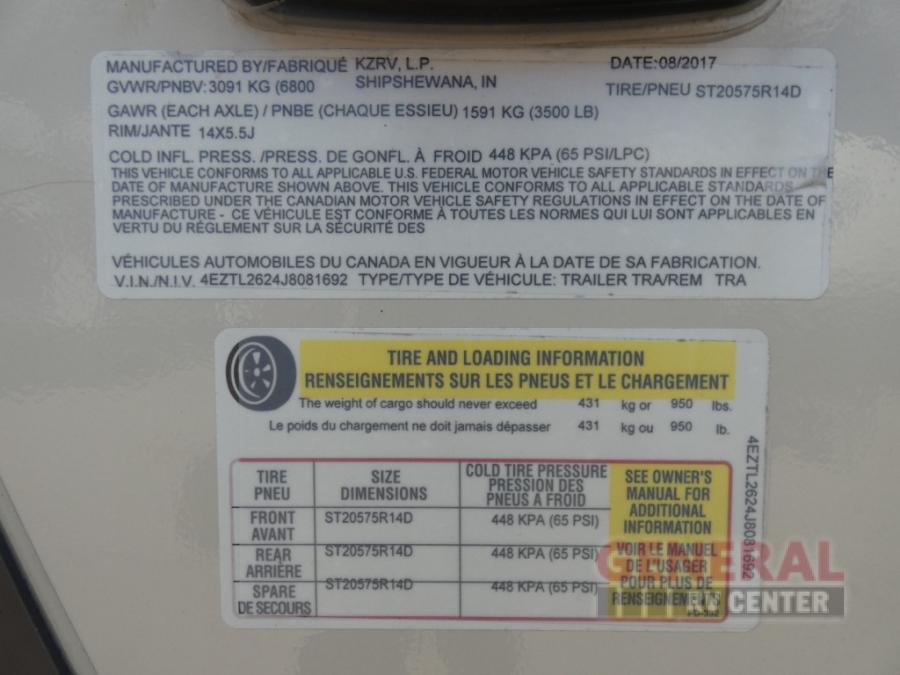 MANUFACTURED BY/FABRIQUÉ KZRV, L.P. DATE:08/2017
GVWR/PNBV: 3091 KG (6800 SHIPSHEWANA, IN TIRE/PNEU ST20575R14D
GAWR (EACH AXLE) / PNBE (CHAQUE ESSIEU) 1591 KG (3500 LB)
RIM/JANTE 14X5.5J
COLD INFL. PRESS. /PRESS. DE GONFL. À FROID 448 KPA (65 PSI/LPC)
THIS VEHICLE CONFORMS TO ALL APPLICABLE U.S. FEDERAL MOTOR VEHICLE SAFETY STANDARDS IN EFFECT ON THE
DATE OF MANUFACTURE SHOWN ABOVE. THIS VEHICLE CONFORMS TO ALL APPLICABLE STANDARDS
PRESCRIBED UNDER THE CANADIAN MOTOR VEHICLE SAFETY REGULATIONS IN EFFECT ON THE DATE OF
MANUFACTURE - CE VÉHICULE EST CONFORME À TOUTES LES NORMES QUI LUI SONT APPLICABLES EN
VERTU DU RÉGLEMENT SUR LA SÉCURITÉ DES
VÉHICULES AUTOMOBILES DU CANADA EN VIGUEUR À LA DATE DE SA FABRICATION.
V.I.N./N.I.V. 4EZTL2624J8081692 TYPE/TYPE DE VÉHICULE: TRAILER TRA/REM TRA
TIRE AND LOADING INFORMATION
RENSEIGNEMENTS SUR LES PNEUS ET LE CHARGEMENT
The weight of cargo should never exceed 431 kg or 950 lbs.
Le poids du chargement ne doit jamais dépasser 431 kg ou 950 lb.
4EZTL2624J8081692
TIRE SIZE COLD TIRE PRESSURE
PNEU DIMENSIONS PRESSION DES
PNEUS A FROID
FRONT ST20575R14D 448 KPA (65 PSI)
AVANT
REAR ST20575R14D 448 KPA (65 PSI)
ARRIÈRE
SPARE ST20575R14D 448 KPA (65 PSI)
DE SECOURS
SEE OWNER'S
MANUAL FOR
ADDITIONAL
INFORMATION
VOIR LE MANUEL
DE L'USAGER
POUR PLUS DE
RENSEIGNEMENTS
GENERAL
RV CENTER